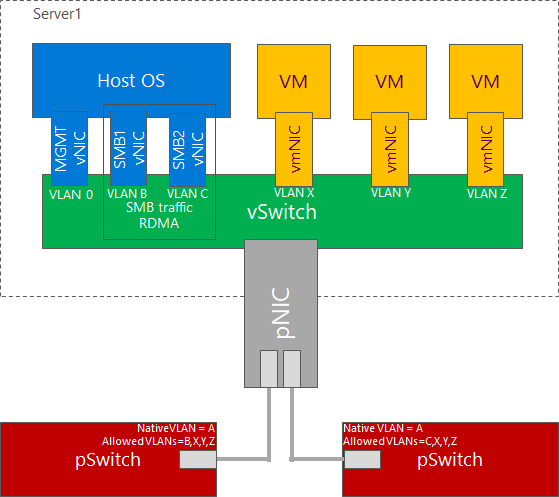 Server1
Host OS
VM
VM
VM
MGMT
vNIC
SMB1
vNIC
SMB2
vNIC
vmNIC
vmNIC
vmNIC
VLAN 0
VLAN B
VLAN C
VLAN X
VLAN Y
VLAN Z
SMB traffic
RDMA
vSwitch
pNIC
NativeVLAN = A
AllowedVLANs=B,X,Y,Z
pSwitch
Native VLAN = A
AllowedVLANs=C,X,Y,Z
pSwitch